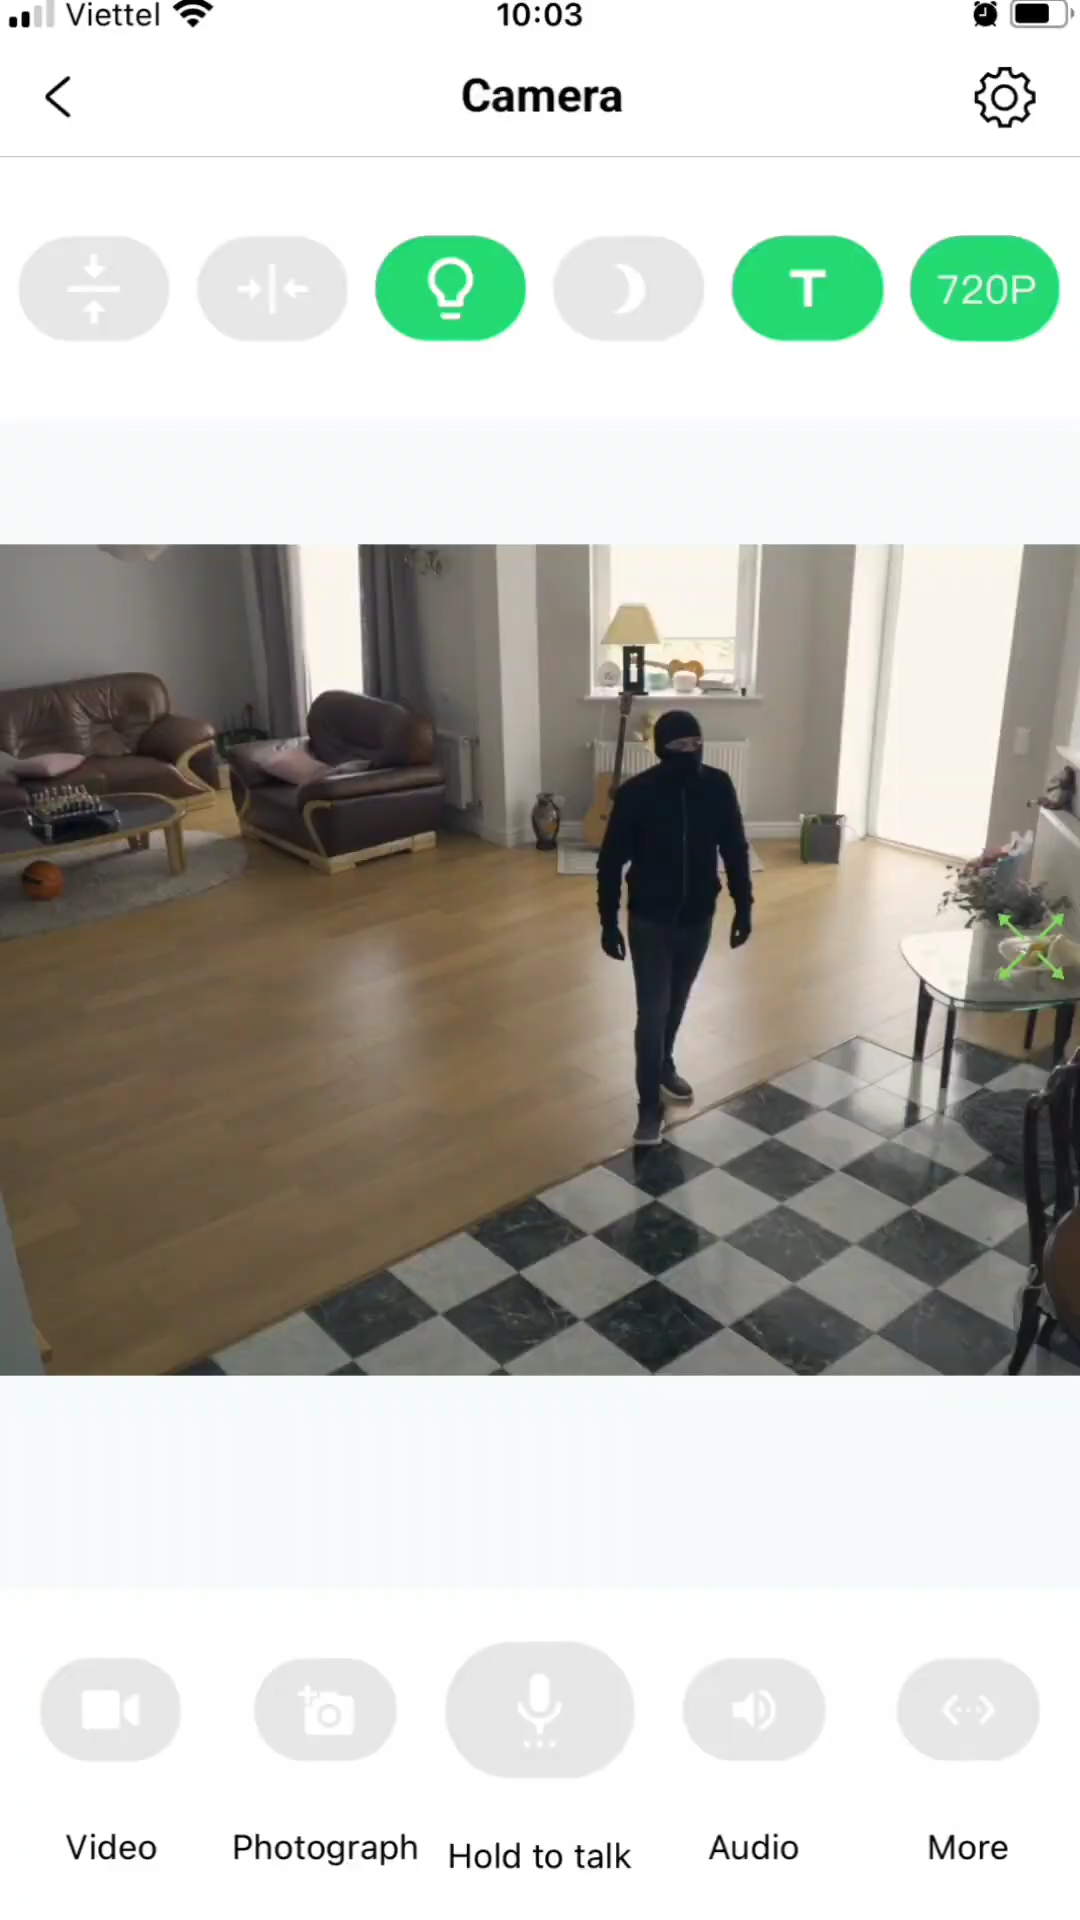 Viettel
10:03
Camera
T
720P
Video
Photograph
Hold to talk
Audio
More